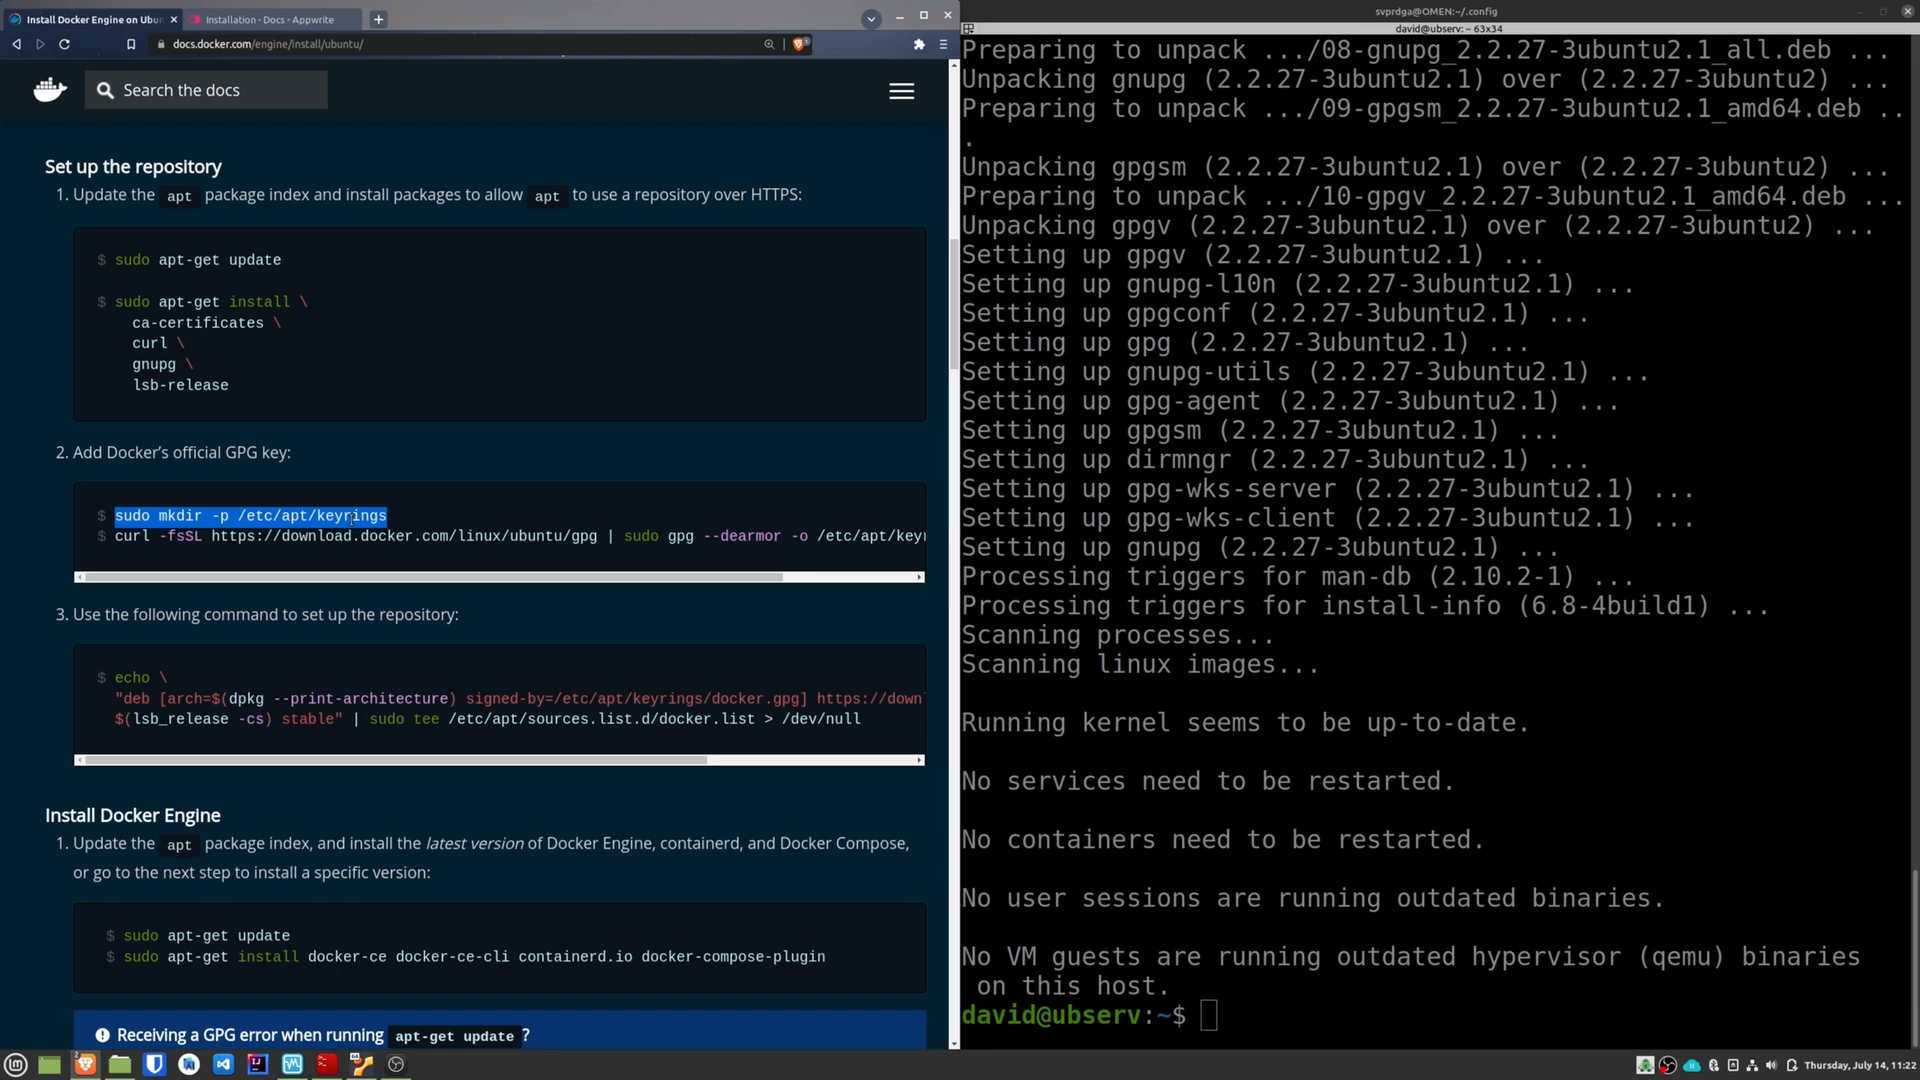 Install Docker Engine on Ubun
Installation - Docs - Appwrite
docs.docker.com/engine/install/ubuntu/
Search the docs
Set up the repository
1. Update the apt package index and install packages to allow apt to use a repository over HTTPS:
$ sudo apt-get update
$ sudo apt-get install \
ca-certificates \
curl \
gnupg \
lsb-release
2. Add Docker’s official GPG key:
$ sudo mkdir -p /etc/apt/keyrings
$ curl -fsSL https://download.docker.com/linux/ubuntu/gpg | sudo gpg --dearmor -o /etc/apt/keyr
3. Use the following command to set up the repository:
$ echo \
"deb [arch=$(dpkg --print-architecture) signed-by=/etc/apt/keyrings/docker.gpg] https://down
$(lsb_release -cs) stable" | sudo tee /etc/apt/sources.list.d/docker.list > /dev/null
Install Docker Engine
1. Update the apt package index, and install the latest version of Docker Engine, containerd, and Docker Compose,
or go to the next step to install a specific version:
$ sudo apt-get update
$ sudo apt-get install docker-ce docker-ce-cli containerd.io docker-compose-plugin
Receiving a GPG error when running apt-get update ?
svprdga@OMEN:~/.config
david@ubserv: ~ 63x34
Preparing to unpack .../08-gnupg_2.2.27-3ubuntu2.1_all.deb ...
Unpacking gnupg (2.2.27-3ubuntu2.1) over (2.2.27-3ubuntu2) ...
Preparing to unpack .../09-gpgsm_2.2.27-3ubuntu2.1_amd64.deb ..
.
Unpacking gpgsm (2.2.27-3ubuntu2.1) over (2.2.27-3ubuntu2) ...
Preparing to unpack .../10-gpgv_2.2.27-3ubuntu2.1_amd64.deb ...
Unpacking gpgv (2.2.27-3ubuntu2.1) over (2.2.27-3ubuntu2) ...
Setting up gpgv (2.2.27-3ubuntu2.1) ...
Setting up gnupg-l10n (2.2.27-3ubuntu2.1) ...
Setting up gpgconf (2.2.27-3ubuntu2.1) ...
Setting up gpg (2.2.27-3ubuntu2.1) ...
Setting up gnupg-utils (2.2.27-3ubuntu2.1) ...
Setting up gpg-agent (2.2.27-3ubuntu2.1) ...
Setting up gpgsm (2.2.27-3ubuntu2.1) ...
Setting up dirmngr (2.2.27-3ubuntu2.1) ...
Setting up gpg-wks-server (2.2.27-3ubuntu2.1) ...
Setting up gpg-wks-client (2.2.27-3ubuntu2.1) ...
Setting up gnupg (2.2.27-3ubuntu2.1) ...
Processing triggers for man-db (2.10.2-1) ...
Processing triggers for install-info (6.8-4build1) ...
Scanning processes...
Scanning linux images...
Running kernel seems to be up-to-date.
No services need to be restarted.
No containers need to be restarted.
No user sessions are running outdated binaries.
No VM guests are running outdated hypervisor (qemu) binaries
on this host.
david@ubserv:~$
Thursday, July 14, 11:22